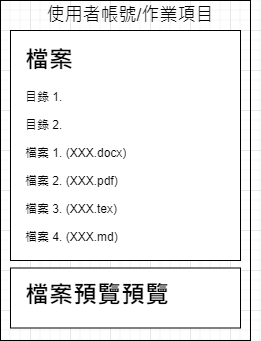 使用者帳號/作業項目
檔案
目錄 1.
目錄 2.
檔案 1. (XXX.docx)
檔案 2. (XXX.pdf)
檔案 3. (XXX.tex)
檔案 4. (XXX.md)
檔案預覽預覽